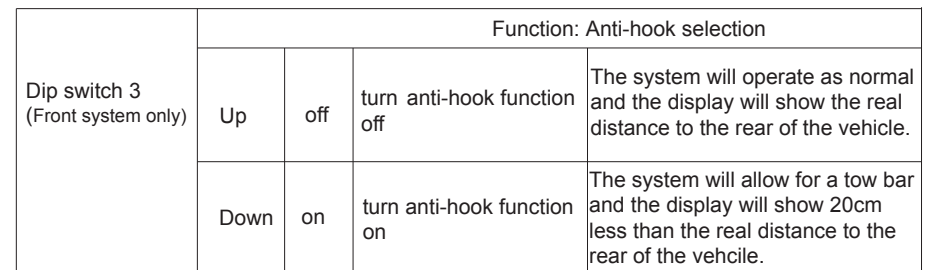 Function: Anti-hook selection
Dip switch 3
(Front system only)
Up
off
turn anti-hook function
off
The system will operate as normal
and the display will show the real
distance to the rear of the vehicle.
Down
on
turn anti-hook function
on
The system will allow for a tow bar
and the display will show 20cm
less than the real distance to the
rear of the vehcile.